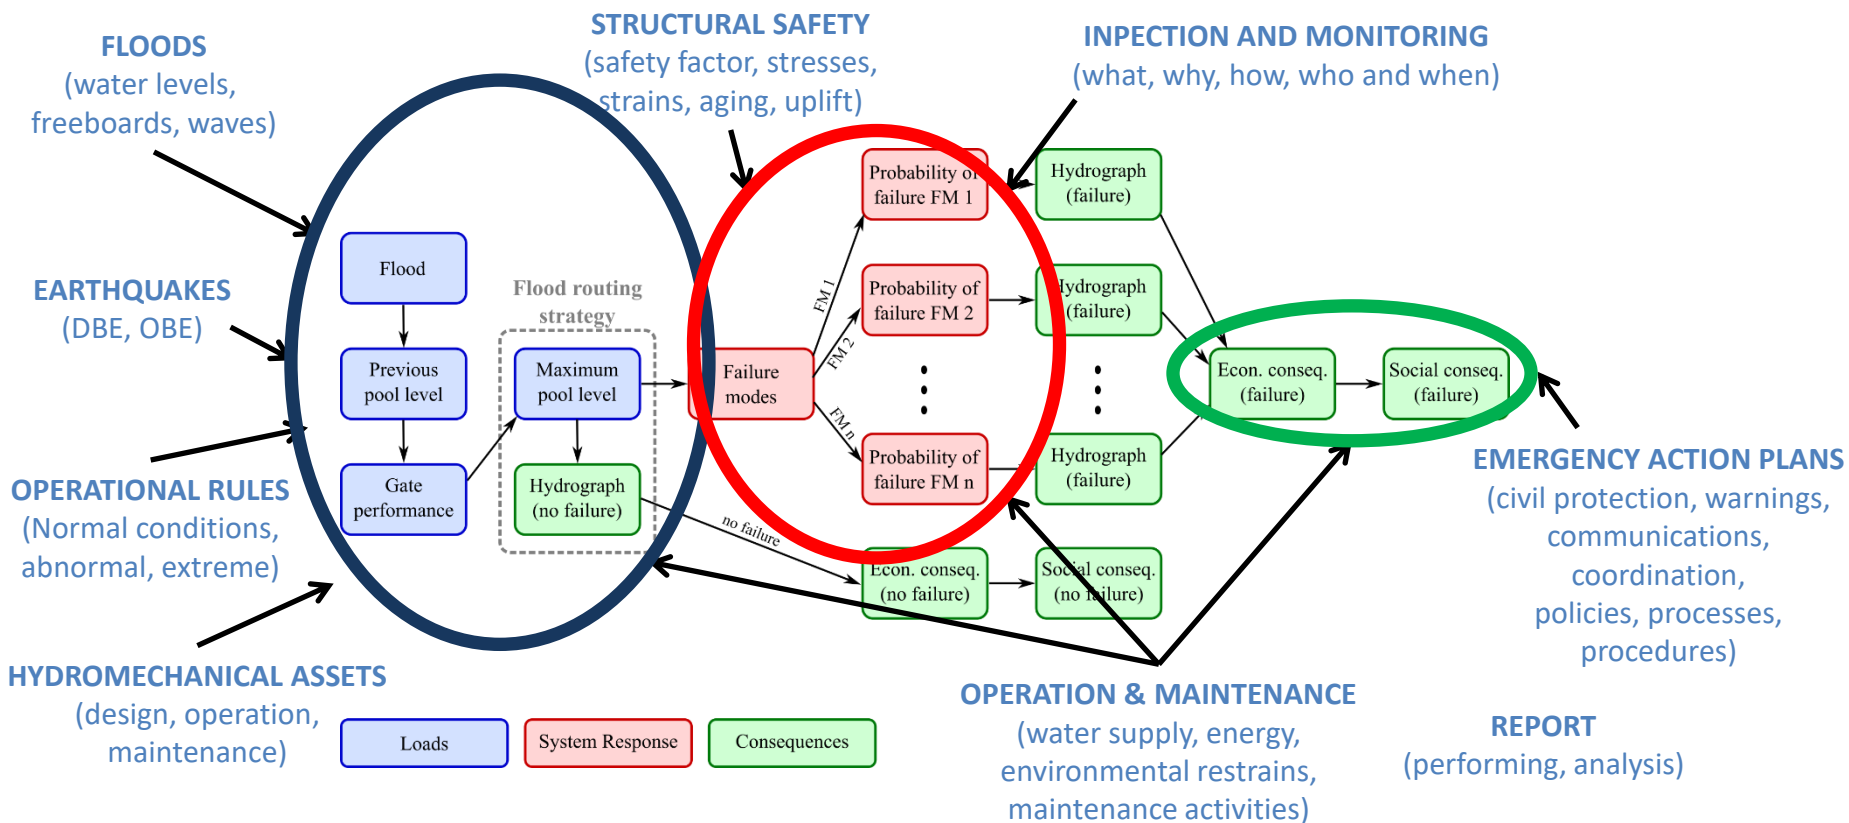 FLOODS
(water levels,
freeboards, waves)
STRUCTURAL SAFETY
(safety factor, stresses,
strains, aging, uplift)
INPECTION AND MONITORING
(what, why, how, who and when)
EARTHQUAKES
(DBE, OBE)
OPERATIONAL RULES
(Normal conditions,
abnormal, extreme)
HYDROMECHANICAL ASSETS
(design, operation,
maintenance)
Flood
Previous
pool level
Gate
performance
Flood routing
strategy
Maximum
pool level
Hydrograph
(no failure)
Failure
modes
FM 1
FM 2
FM n
no failure
Probability of
failure FM 1
Probability of
failure FM 2
Probability of
failure FM n
Hydrograph
(failure)
Hydrograph
(failure)
Hydrograph
(failure)
Econ. conseq.
(failure)
Social conseq.
(failure)
Econ. conseq.
(no failure)
Social conseq.
(no failure)
EMERGENCY ACTION PLANS
(civil protection, warnings,
communications,
coordination,
policies, processes,
procedures)
OPERATION & MAINTENANCE
(water supply, energy,
environmental restrains,
maintenance activities)
REPORT
(performing, analysis)
Loads
System Response
Consequences